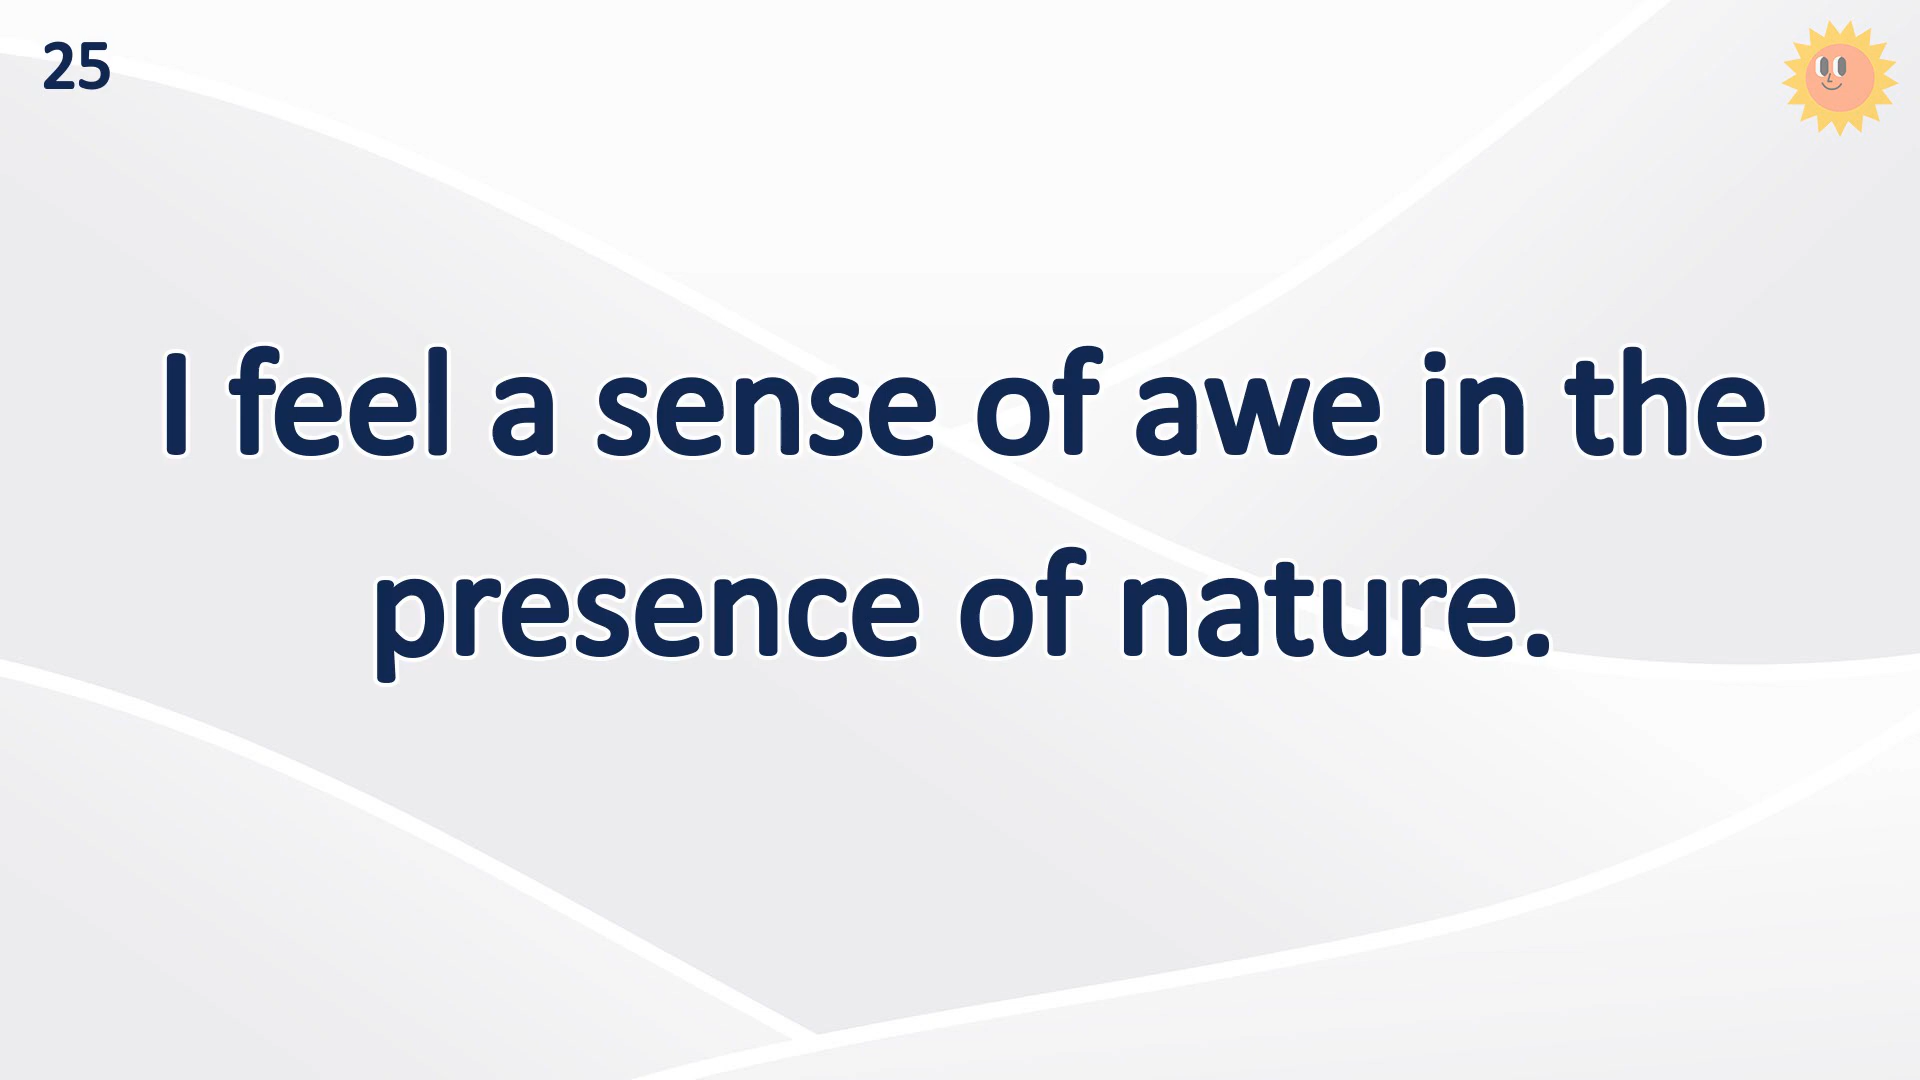 25
I feel a sense of awe in the
presence of nature.